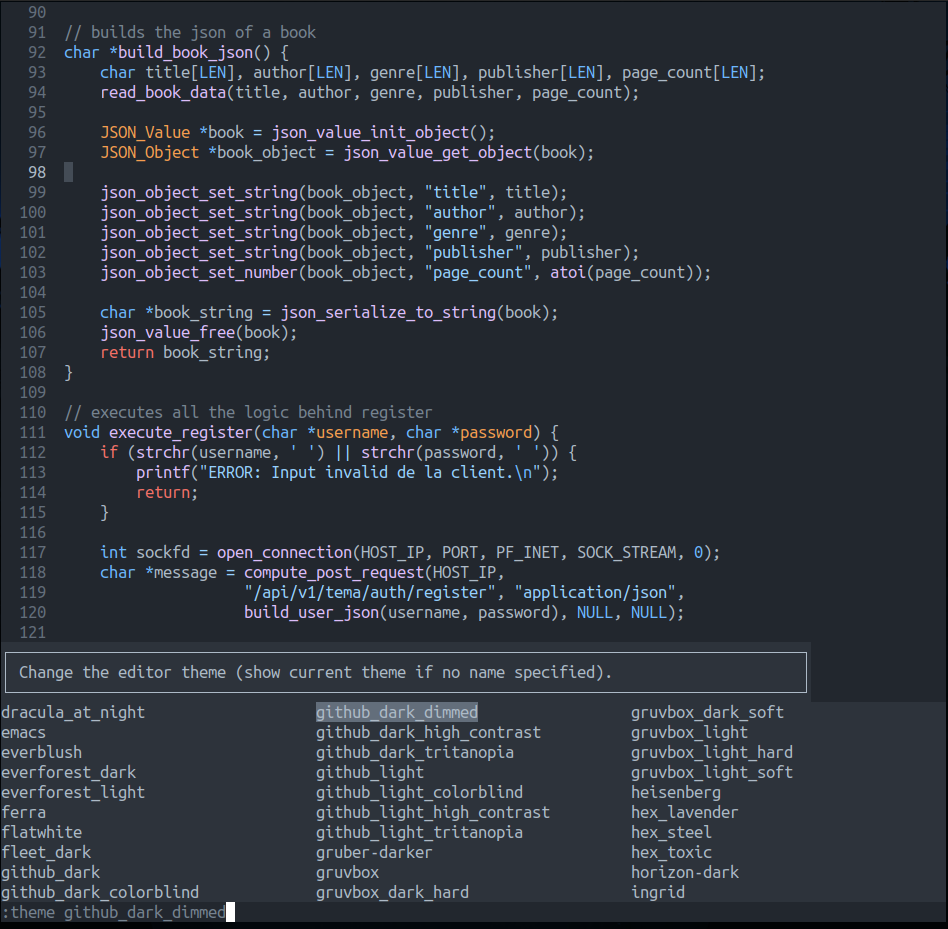 90
91 // builds the json of a book
92 char *build_book_json() {
93     char title[LEN], author[LEN], genre[LEN], publisher[LEN], page_count[LEN];
94     read_book_data(title, author, genre, publisher, page_count);
95
96     JSON_Value *book = json_value_init_object();
97     JSON_Object *book_object = json_value_get_object(book);
98
99     json_object_set_string(book_object, "title", title);
100     json_object_set_string(book_object, "author", author);
101     json_object_set_string(book_object, "genre", genre);
102     json_object_set_string(book_object, "publisher", publisher);
103     json_object_set_number(book_object, "page_count", atoi(page_count));
104
105     char *book_string = json_serialize_to_string(book);
106     json_value_free(book);
107     return book_string;
108 }
109
110 // executes all the logic behind register
111 void execute_register(char *username, char *password) {
112     if (strchr(username, ' ') || strchr(password, ' ')) {
113         printf("ERROR: Input invalid de la client.\n");
114         return;
115     }
116
117     int sockfd = open_connection(HOST_IP, PORT, PF_INET, SOCK_STREAM, 0);
118     char *message = compute_post_request(HOST_IP,
119                     "/api/v1/tema/auth/register", "application/json",
120                     build_user_json(username, password), NULL, NULL);
121
Change the editor theme (show current theme if no name specified).
dracula_at_night github_dark_dimmed gruvbox_dark_soft
emacs github_dark_high_contrast gruvbox_light
everblush github_dark_tritanopia gruvbox_light_hard
everforest_dark github_light gruvbox_light_soft
everforest_light github_light_colorblind heisenberg
ferra github_light_high_contrast hex_lavender
flatwhite github_light_tritanopia hex_steel
fleet_dark gruber-darker hex_toxic
github_dark gruvbox horizon-dark
github_dark_colorblind gruvbox_dark_hard ingrid
:theme github_dark_dimmed